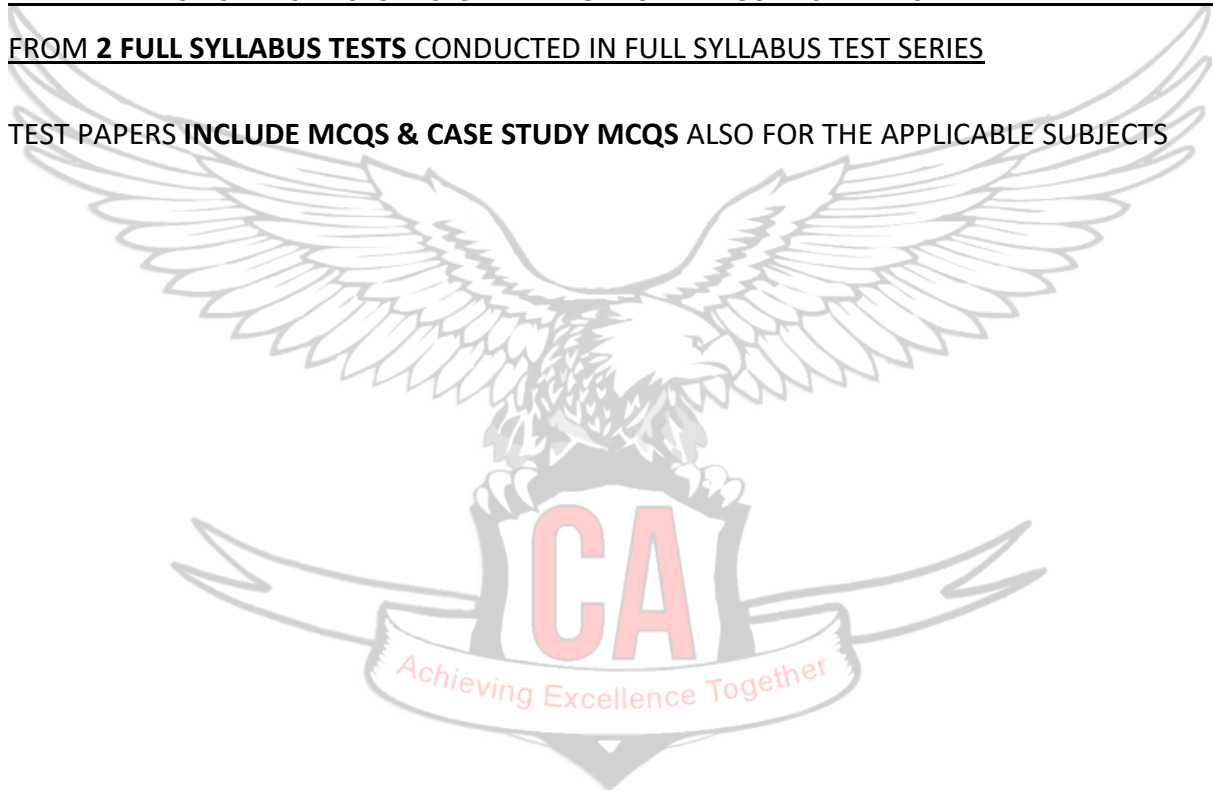 FROM 2 FULL SYLLABUS TESTS CONDUCTED IN FULL SYLLABUS TEST SERIES
TEST PAPERS INCLUDE MCQS & CASE STUDY MCQS ALSO FOR THE APPLICABLE SUBJECTS
CA
Achieving Excellence Together